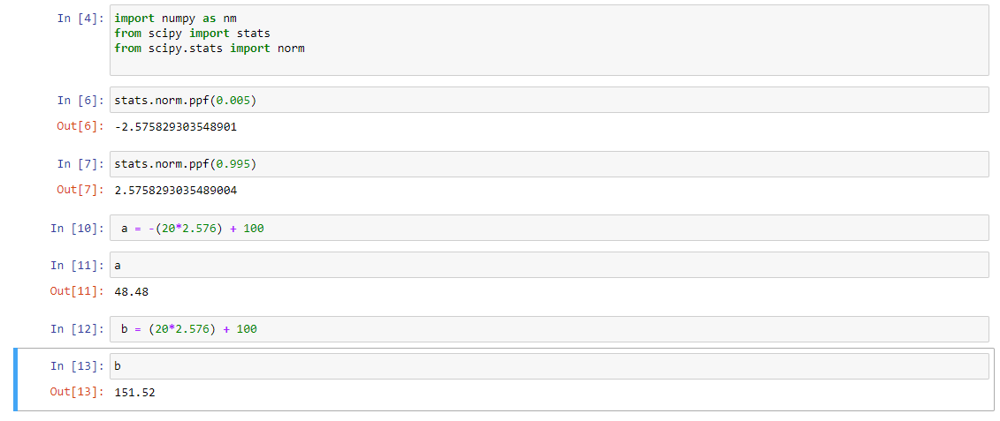 In [4]: import numpy as nm
from scipy import stats
from scipy.stats import norm
In [6]: stats.norm.ppf(0.005)
Out[6]: -2.575829303548901
In [7]: stats.norm.ppf(0.995)
Out[7]: 2.5758293035489004
In [10]: a = -(20*2.576) + 100
In [11]: a
Out[11]: 48.48
In [12]: b = (20*2.576) + 100
In [13]: b
Out[13]: 151.52